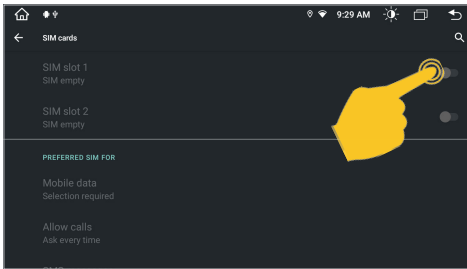 9:29 AM
SIM cards
SIM slot 1
SIM empty
SIM slot 2
SIM empty
PREFERRED SIM FOR
Mobile data
Selection required
Allow calls
Ask every time